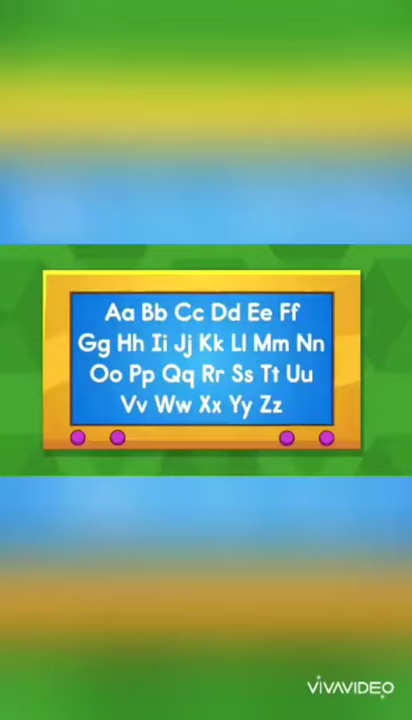 Aa Bb Cc Dd Ee Ff
Gg Hh Ii Jj Kk Ll Mm Nn
Oo Pp Qq Rr Ss Tt Uu
Vv Ww Xx Yy Zz
VIVAVIDEO